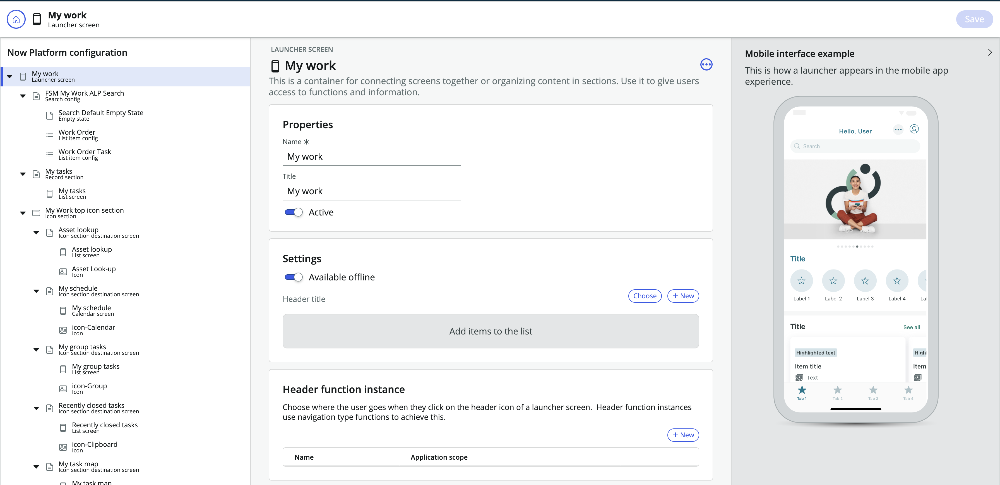 My work
Launcher screen
Save
Now Platform configuration
My work
Launcher screen
FSM My Work ALP Search
Search config
Search Default Empty State
Empty state
Work Order
List item config
Work Order Task
List item config
My tasks
Record section
My tasks
List screen
My Work top icon section
Icon section
Asset lookup
Icon section destination screen
Asset lookup
List screen
Asset Look-up
Icon
My schedule
Icon section destination screen
My schedule
Calendar screen
icon-Calendar
Icon
My group tasks
Icon section destination screen
My group tasks
List screen
icon-Group
Icon
Recently closed tasks
Icon section destination screen
Recently closed tasks
List screen
icon-Clipboard
Icon
My task map
Icon section destination screen
My task map
LAUNCHER SCREEN
My work
This is a container for connecting screens together or organizing content in sections. Use it to give users
access to functions and information.
Properties
Name *
My work
Title
My work
Active
Settings
Available offline
Header title
Choose
+ New
Add items to the list
Header function instance
Choose where the user goes when they click on the header icon of a launcher screen. Header function instances
use navigation type functions to achieve this.
+ New
Name Application scope
Mobile interface example
This is how a launcher appears in the mobile app
experience.
Hello, User
Search
Title
Label 1 Label 2 Label 3 Label 4 La
Title See all
Highlighted text High
Item title Item
Text
Tab 1 Tab 2 Tab 3 Tab 4